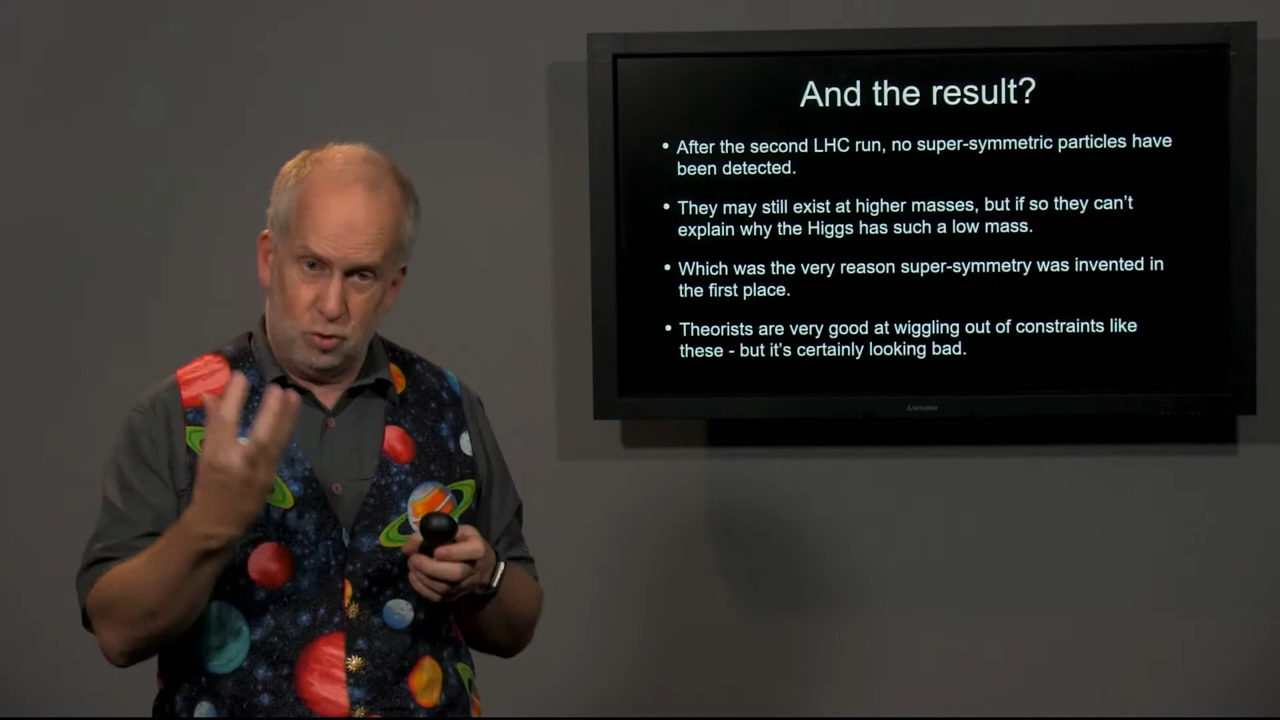 And the result?
• After the second LHC run, no super-symmetric particles have
been detected.
• They may still exist at higher masses, but if so they can't
explain why the Higgs has such a low mass.
• Which was the very reason super-symmetry was invented in
the first place.
• Theorists are very good at wiggling out of constraints like
these - but it's certainly looking bad.